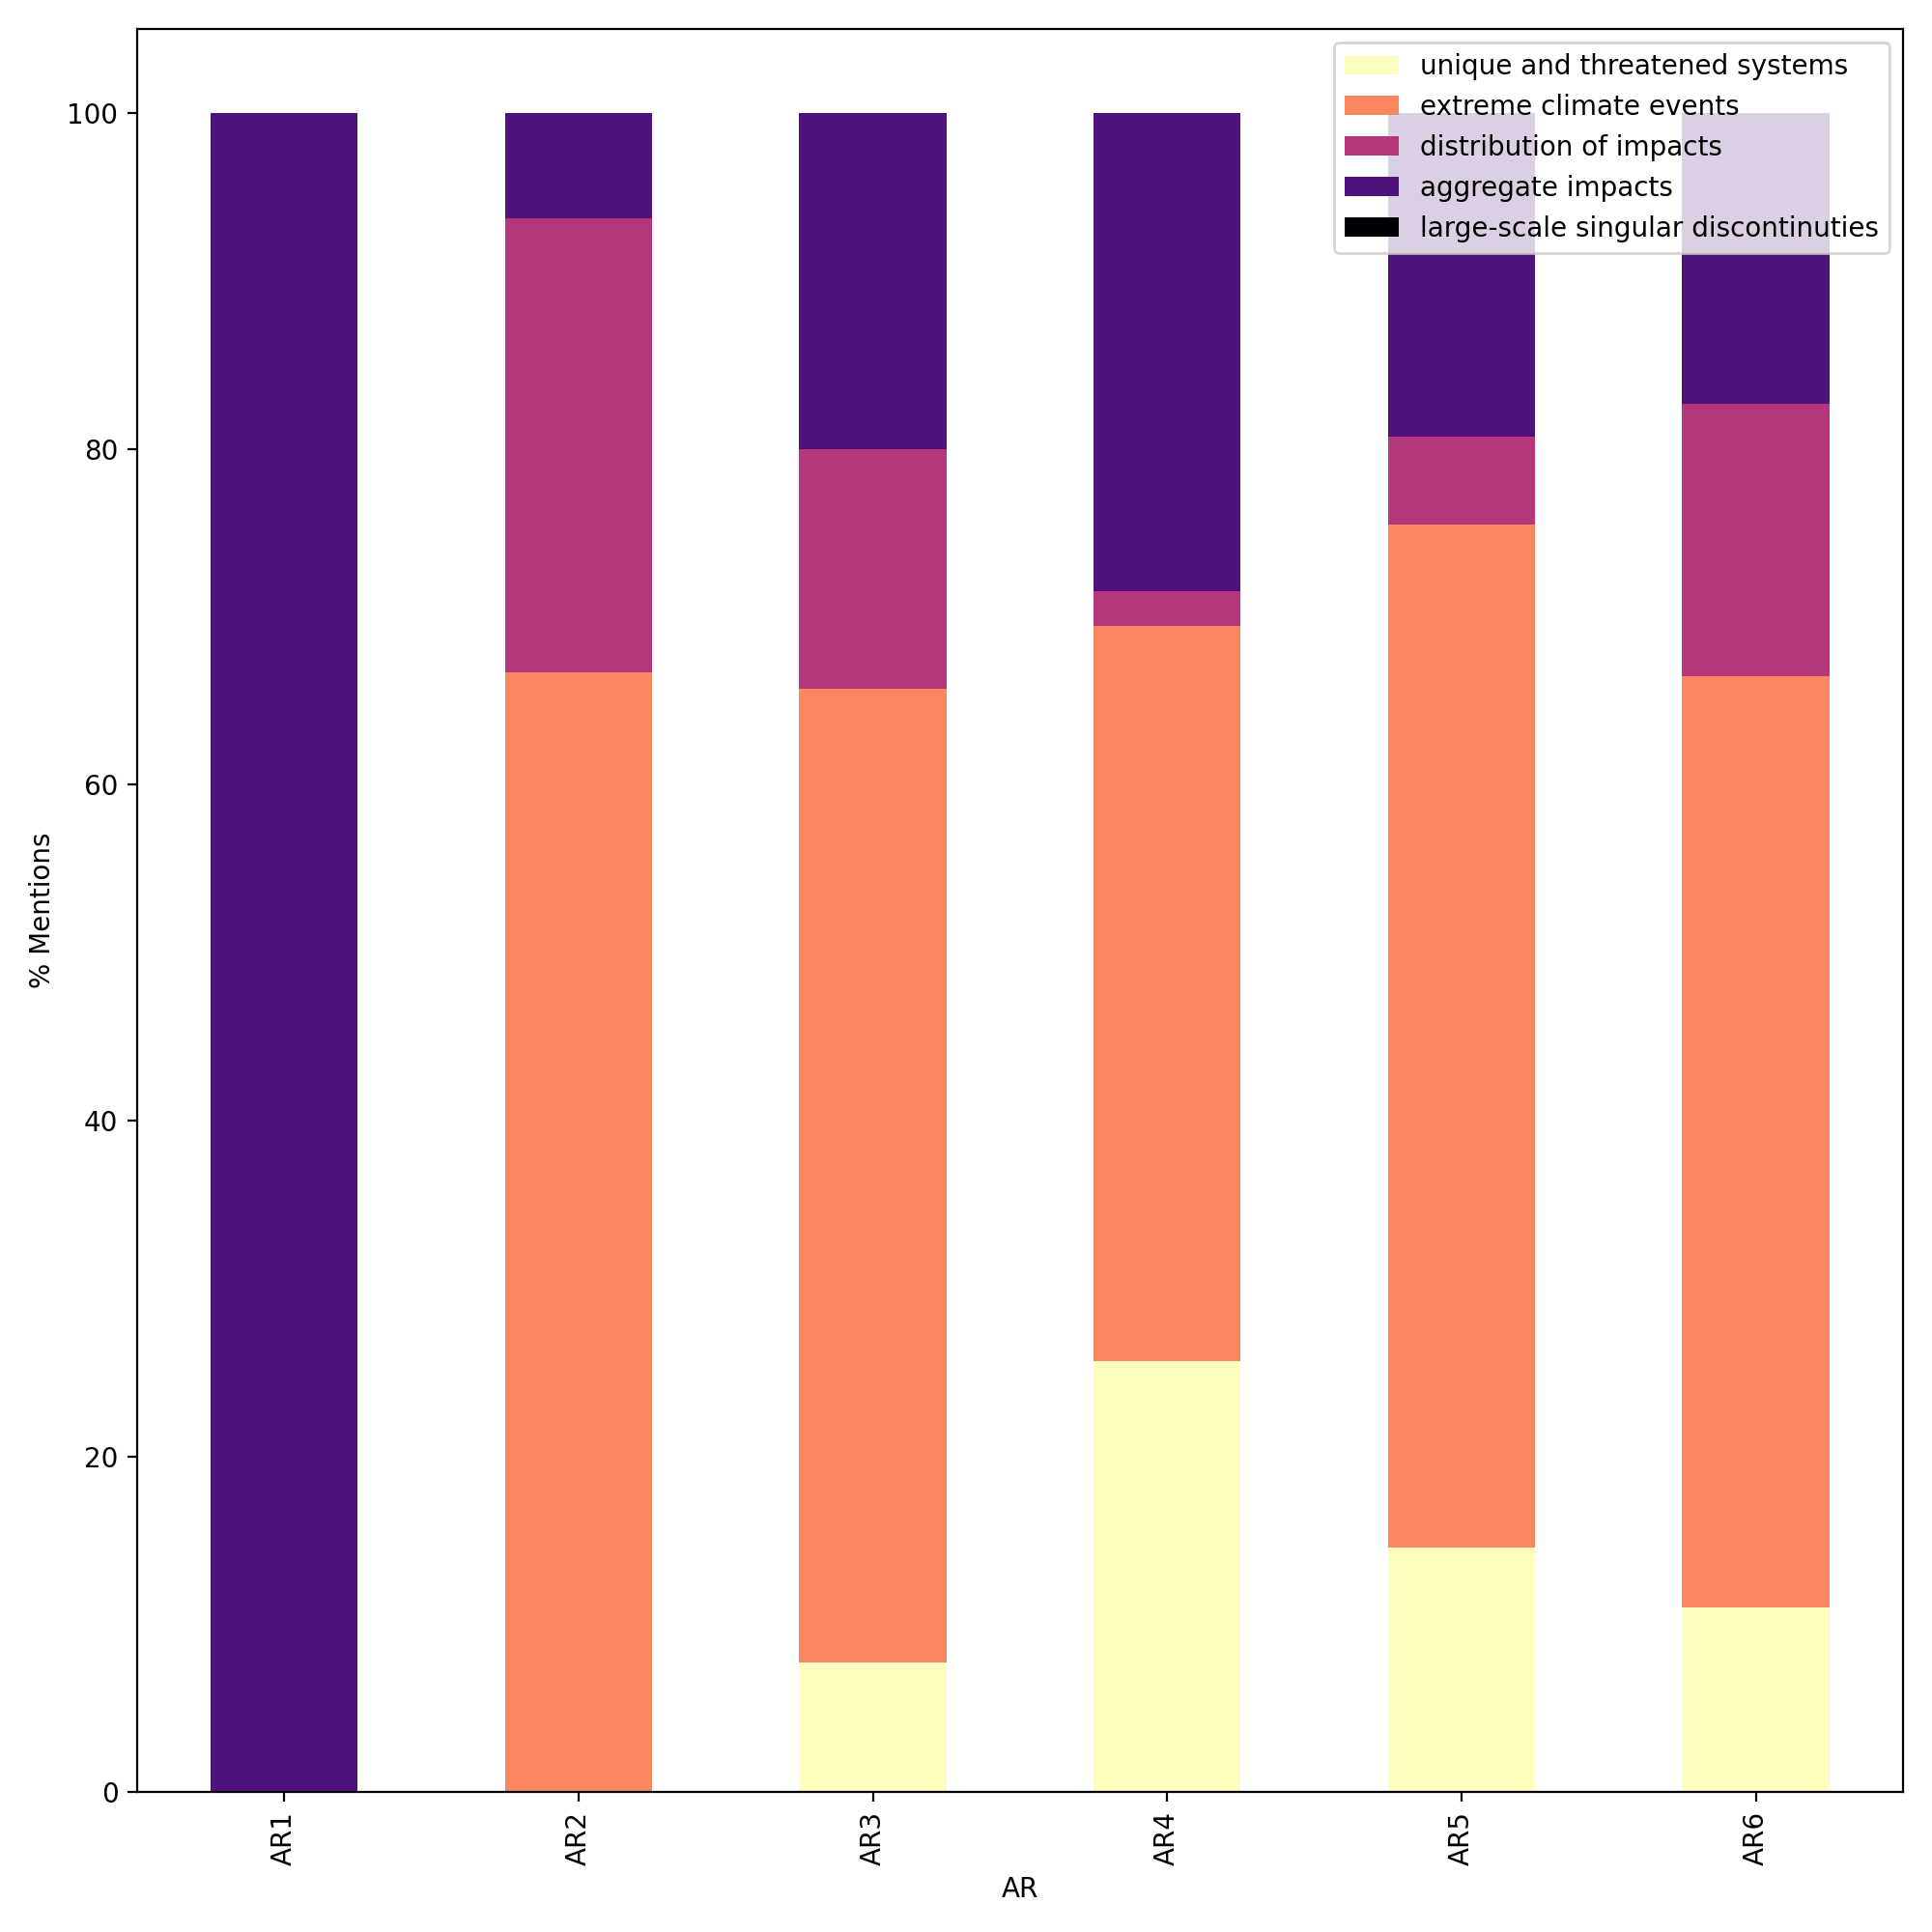 unique and threatened systems
extreme climate events
distribution of impacts
aggregate impacts
large-scale singular discontinuties
100
80
60
40
20
0
% Mentions
AR1
AR2
AR3
AR4
AR5
AR6
AR